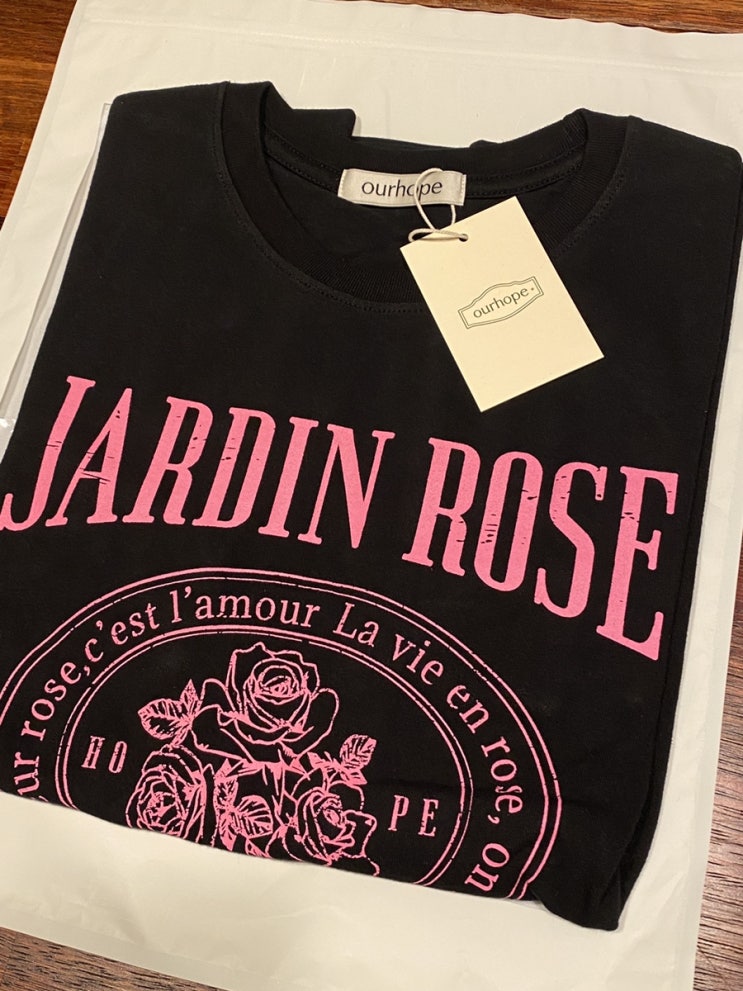 ourhope
ourhope
JARDIN ROSE
ur rose,c'est l'amour La vie en rose, on
HO PE